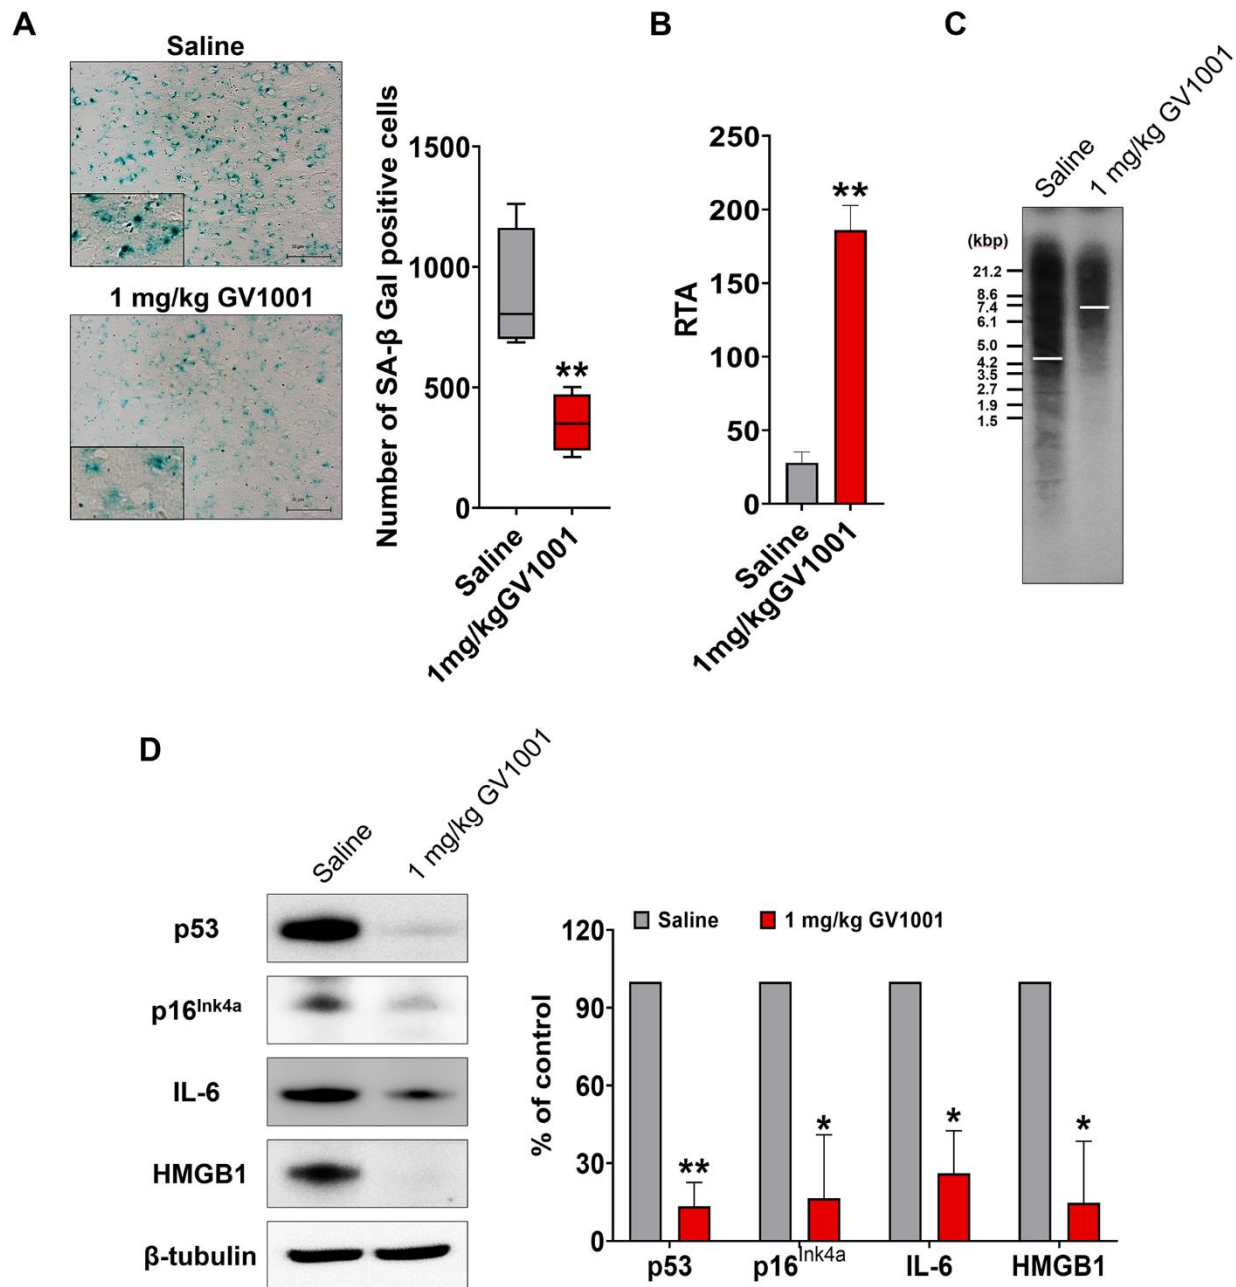 A
Saline
1 mg/kg GV1001
Number of SA-β Gal positive cells
1500
1000
500
0
**
Saline
1mg/kgGV1001
B
RTA
250
200
150
100
50
0
**
Saline
1mg/kgGV1001
C
Saline
1 mg/kg GV1001
(kbp)
21.2
8.6
7.4
6.1
5.0
4.2
3.5
2.7
1.9
1.5
D
Saline
1 mg/kg GV1001
p53
p16Ink4a
IL-6
HMGB1
β-tubulin
Saline
1 mg/kg GV1001
% of control
120
90
60
30
0
**
*
*
*
p53
p16Ink4a
IL-6
HMGB1